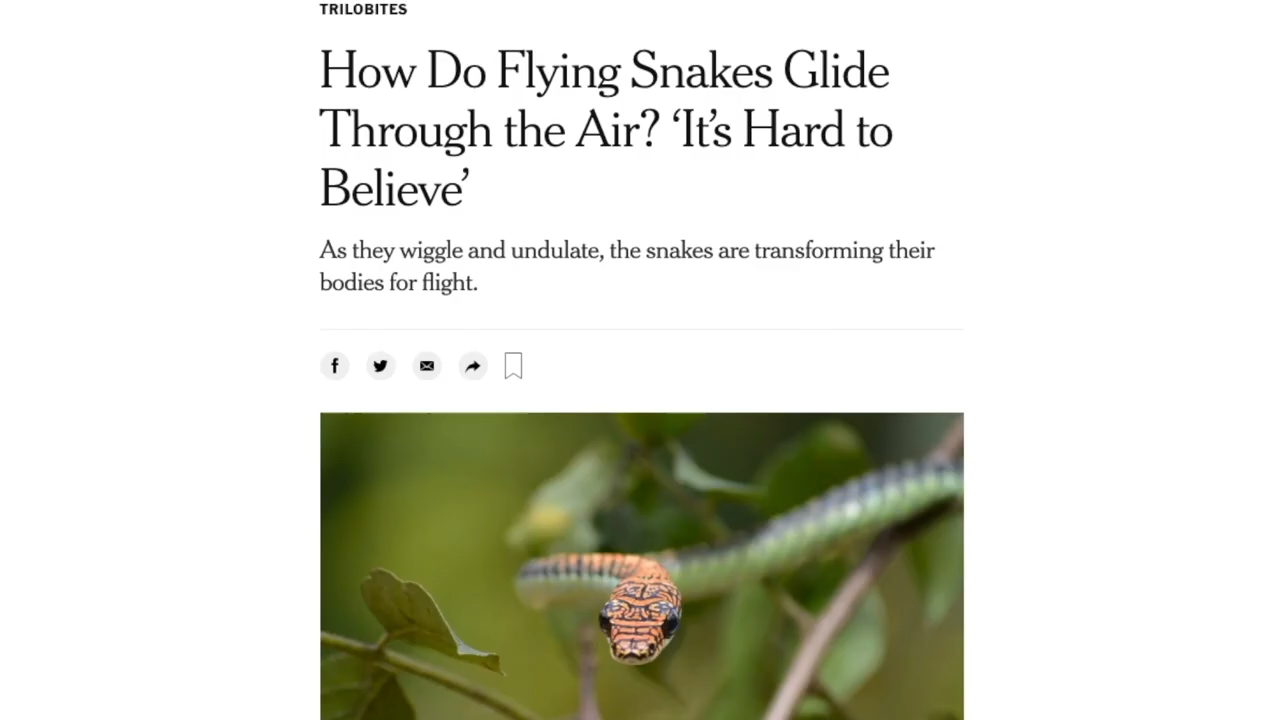 TRILOBITES
How Do Flying Snakes Glide
Through the Air? ‘It’s Hard to
Believe’
As they wiggle and undulate, the snakes are transforming their
bodies for flight.